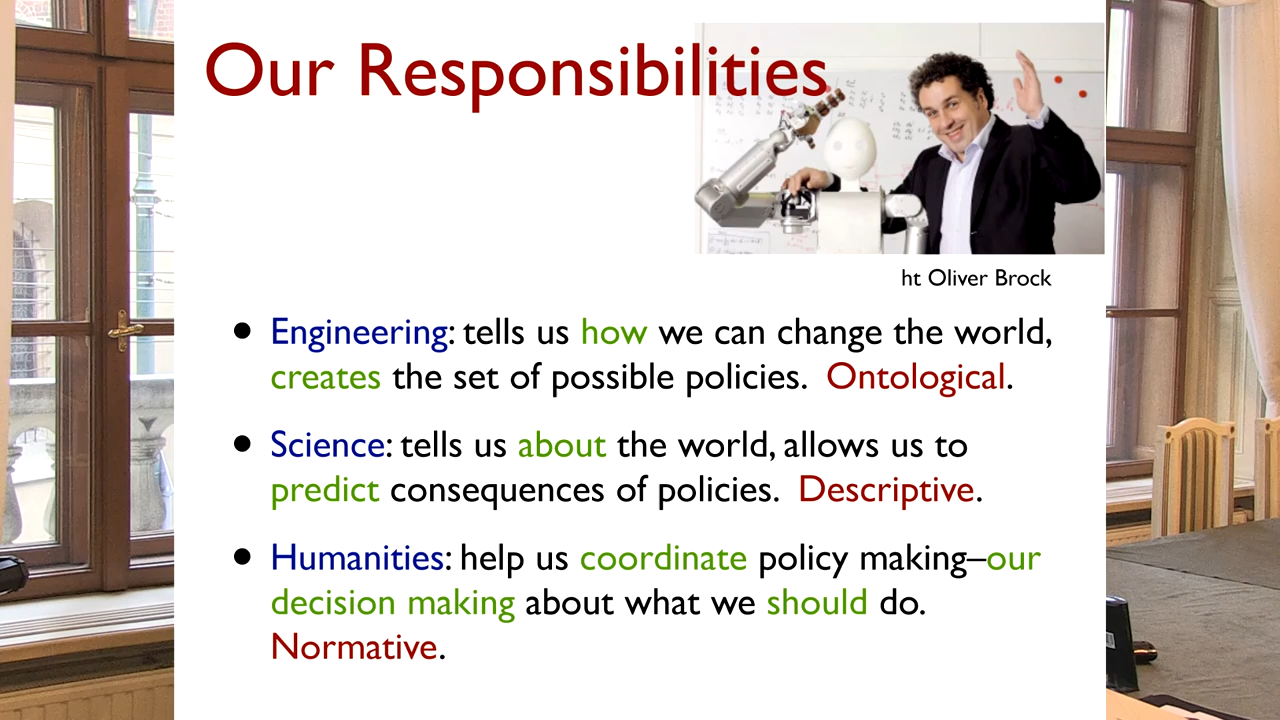 Our Responsibilities
ht Oliver Brock
• Engineering: tells us how we can change the world,
creates the set of possible policies. Ontological.
• Science: tells us about the world, allows us to
predict consequences of policies. Descriptive.
• Humanities: help us coordinate policy making–our
decision making about what we should do.
Normative.